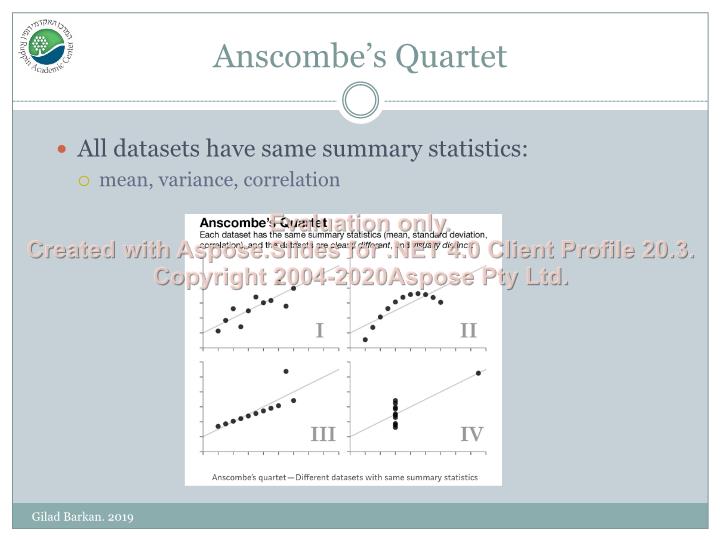 המרכז האקדמי רופין
Ruppin Academic Center
Anscombe's Quartet
All datasets have same summary statistics:
mean, variance, correlation
Anscombe's Quartet
Each dataset has the same summary statistics (mean, standard deviation,
correlation), and the datasets are clearly different, and visually distinct.
Evaluation only.
Created with Aspose.Slides for .NET 4.0 Client Profile 20.3.
Copyright 2004-2020Aspose Pty Ltd.
I
II
III
IV
Anscombe's quartet—Different datasets with same summary statistics
Gilad Barkan. 2019